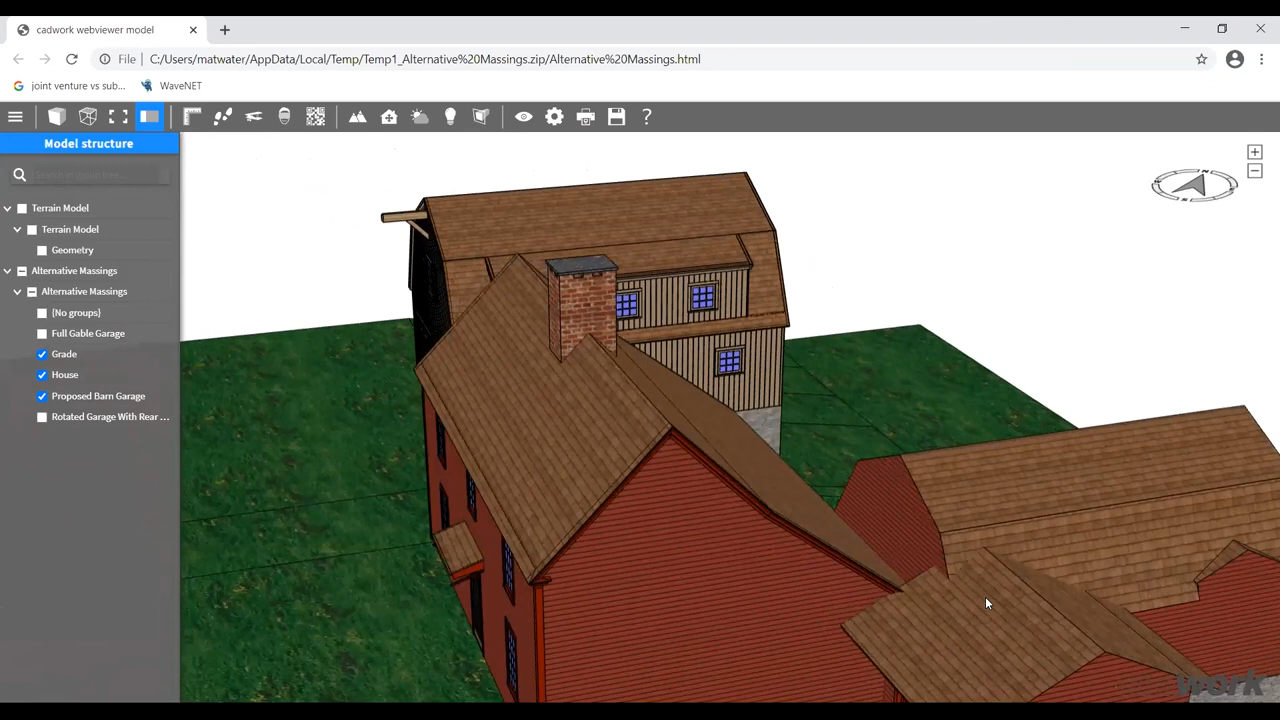 cadwork webviewer model
File
C:/Users/matwater/AppData/Local/Temp/Temp1_Alternative%20Massings.zip/Alternative%20Massings.html
joint venture vs sub...
WaveNET
Model structure
Terrain Model
Terrain Model
Geometry
Alternative Massings
Alternative Massings
{No groups}
Full Gable Garage
Grade
House
Proposed Barn Garage
Rotated Garage With Rear ...
work